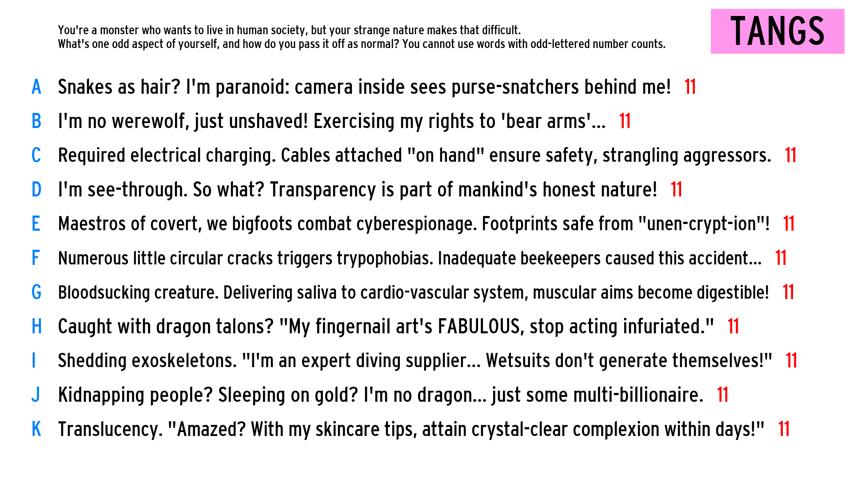 You're a monster who wants to live in human society, but your strange nature makes that difficult.
What's one odd aspect of yourself, and how do you pass it off as normal? You cannot use words with odd-lettered number counts.
TANGS
A Snakes as hair? I'm paranoid: camera inside sees purse-snatchers behind me! 11
B I'm no werewolf, just unshaved! Exercising my rights to 'bear arms'... 11
C Required electrical charging. Cables attached "on hand" ensure safety, strangling aggressors. 11
D I'm see-through. So what? Transparency is part of mankind's honest nature! 11
E Maestros of covert, we bigfoots combat cyberespionage. Footprints safe from "unen-crypt-ion"! 11
F Numerous little circular cracks triggers trypophobias. Inadequate beekeepers caused this accident... 11
G Bloodsucking creature. Delivering saliva to cardio-vascular system, muscular aims become digestible! 11
H Caught with dragon talons? "My fingernail art's FABULOUS, stop acting infuriated." 11
I Shedding exoskeletons. "I'm an expert diving supplier... Wetsuits don't generate themselves!" 11
J Kidnapping people? Sleeping on gold? I'm no dragon... just some multi-billionaire. 11
K Translucency. "Amazed? With my skincare tips, attain crystal-clear complexion within days!" 11